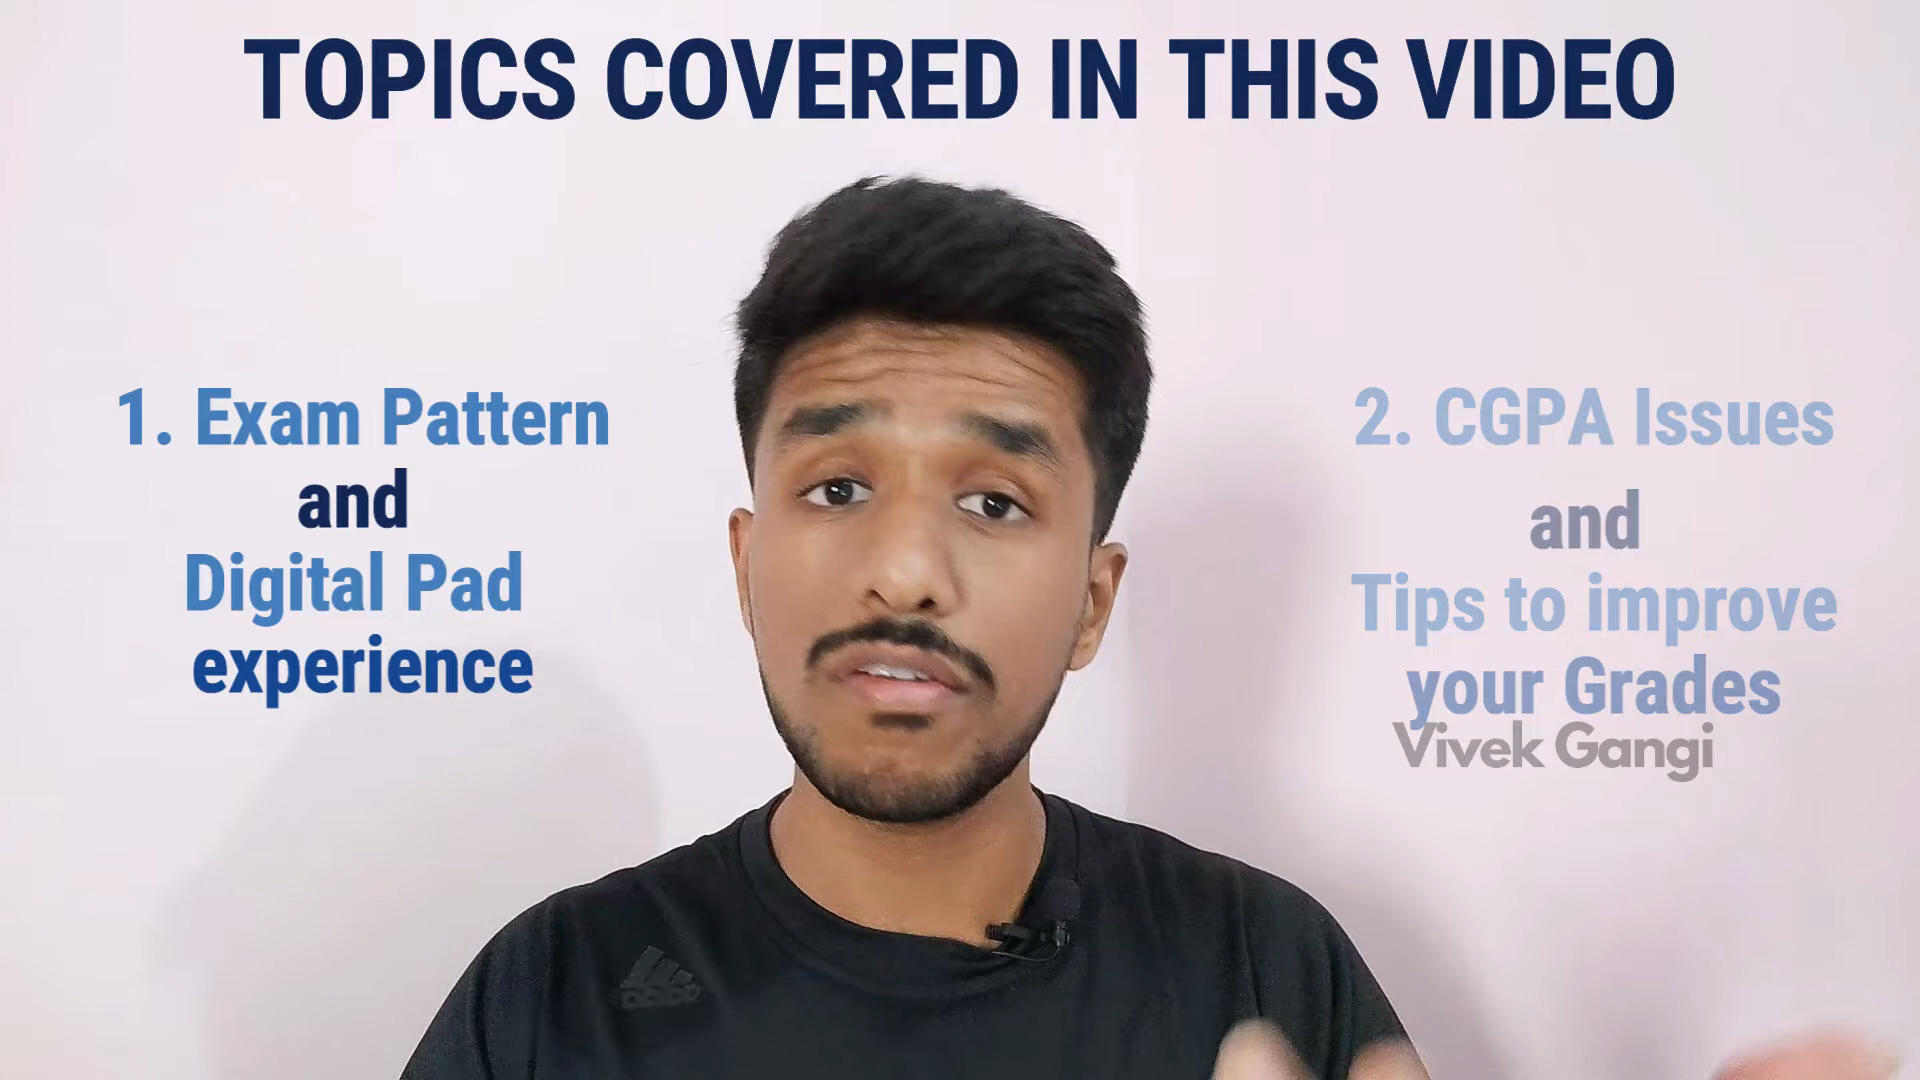 TOPICS COVERED IN THIS VIDEO
1. Exam Pattern
and
Digital Pad
experience
2. CGPA Issues
and
Tips to improve
your Grades
Vivek Gangi
adidas